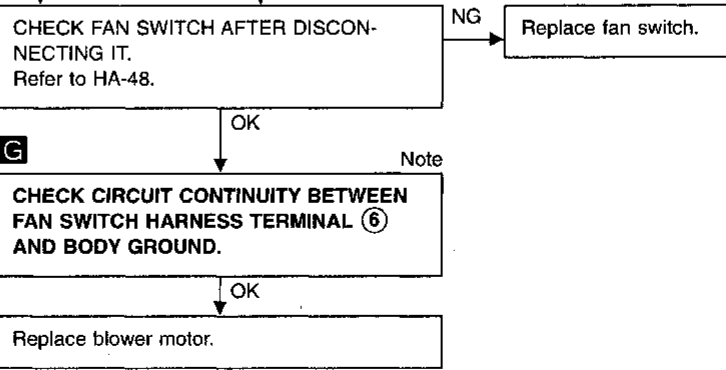 CHECK FAN SWITCH AFTER DISCON-
NECTING IT.
Refer to HA-48.
NG
Replace fan switch.
OK
G
Note
CHECK CIRCUIT CONTINUITY BETWEEN
FAN SWITCH HARNESS TERMINAL ⑥
AND BODY GROUND.
OK
Replace blower motor.